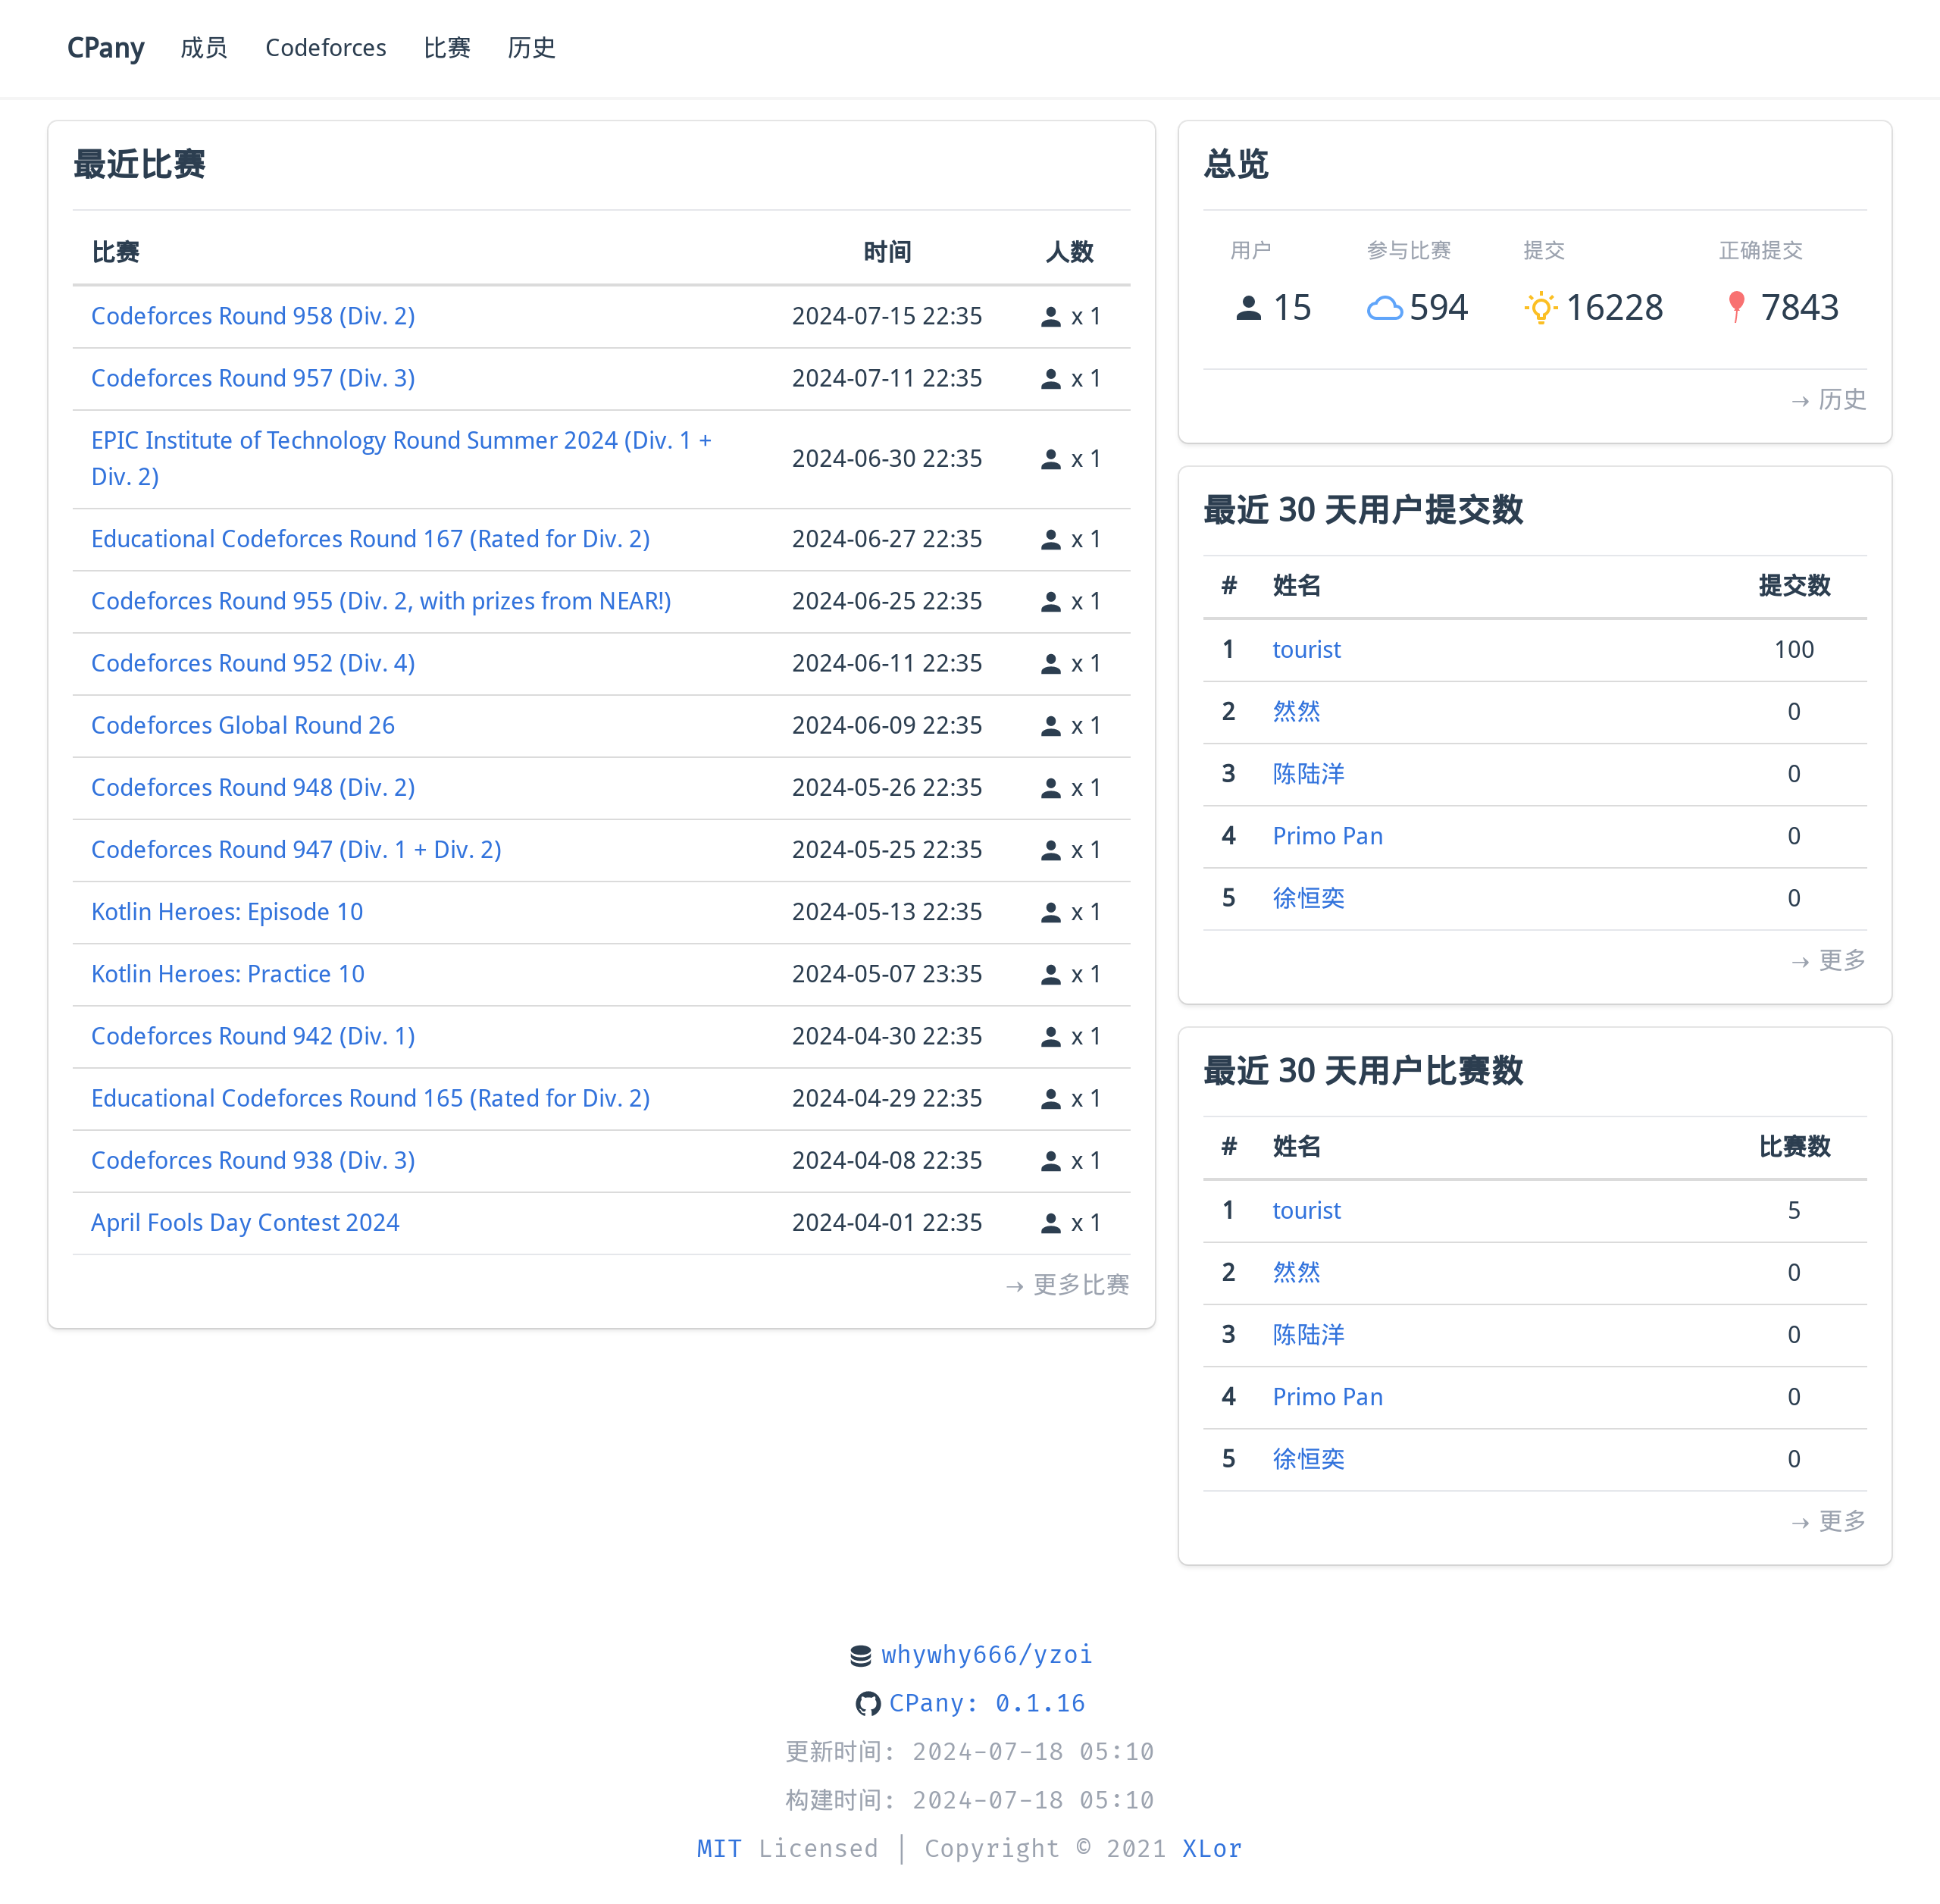 CPany 成员 Codeforces 比赛 历史
最近比赛
比赛 时间 人数
Codeforces Round 958 (Div. 2) 2024-07-15 22:35 x 1
Codeforces Round 957 (Div. 3) 2024-07-11 22:35 x 1
EPIC Institute of Technology Round Summer 2024 (Div. 1 +
Div. 2) 2024-06-30 22:35 x 1
Educational Codeforces Round 167 (Rated for Div. 2) 2024-06-27 22:35 x 1
Codeforces Round 955 (Div. 2, with prizes from NEAR!) 2024-06-25 22:35 x 1
Codeforces Round 952 (Div. 4) 2024-06-11 22:35 x 1
Codeforces Global Round 26 2024-06-09 22:35 x 1
Codeforces Round 948 (Div. 2) 2024-05-26 22:35 x 1
Codeforces Round 947 (Div. 1 + Div. 2) 2024-05-25 22:35 x 1
Kotlin Heroes: Episode 10 2024-05-13 22:35 x 1
Kotlin Heroes: Practice 10 2024-05-07 23:35 x 1
Codeforces Round 942 (Div. 1) 2024-04-30 22:35 x 1
Educational Codeforces Round 165 (Rated for Div. 2) 2024-04-29 22:35 x 1
Codeforces Round 938 (Div. 3) 2024-04-08 22:35 x 1
April Fools Day Contest 2024 2024-04-01 22:35 x 1
→ 更多比赛
总览
用户 参与比赛 提交 正确提交
15 594 16228 7843
→ 历史
最近 30 天用户提交数
# 姓名 提交数
1 tourist 100
2 然然 0
3 陈陆洋 0
4 Primo Pan 0
5 徐恒奕 0
→ 更多
最近 30 天用户比赛数
# 姓名 比赛数
1 tourist 5
2 然然 0
3 陈陆洋 0
4 Primo Pan 0
5 徐恒奕 0
→ 更多
whywhy666/yzoi
CPany: 0.1.16
更新时间: 2024-07-18 05:10
构建时间: 2024-07-18 05:10
MIT Licensed | Copyright © 2021 XLor